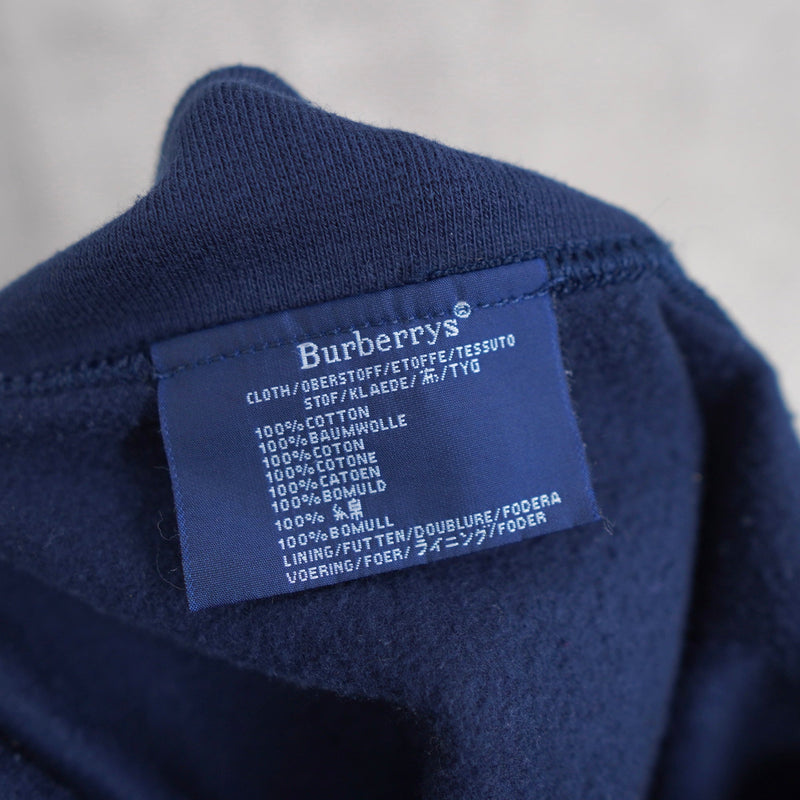 Burberrys®
CLOTH/OBERSTOFF/ETOFFE/TESSUTO
STOF/KLAEDE/布/TYG
100%COTTON
100%BAUMWOLLE
100%COTON
100%COTONE
100%CATOEN
100%BOMULD
100% 綿
100%BOMULL
LINING/FUTTEN/DOUBLURE/FODERA
VOERING/FOER/ライニング/FODER